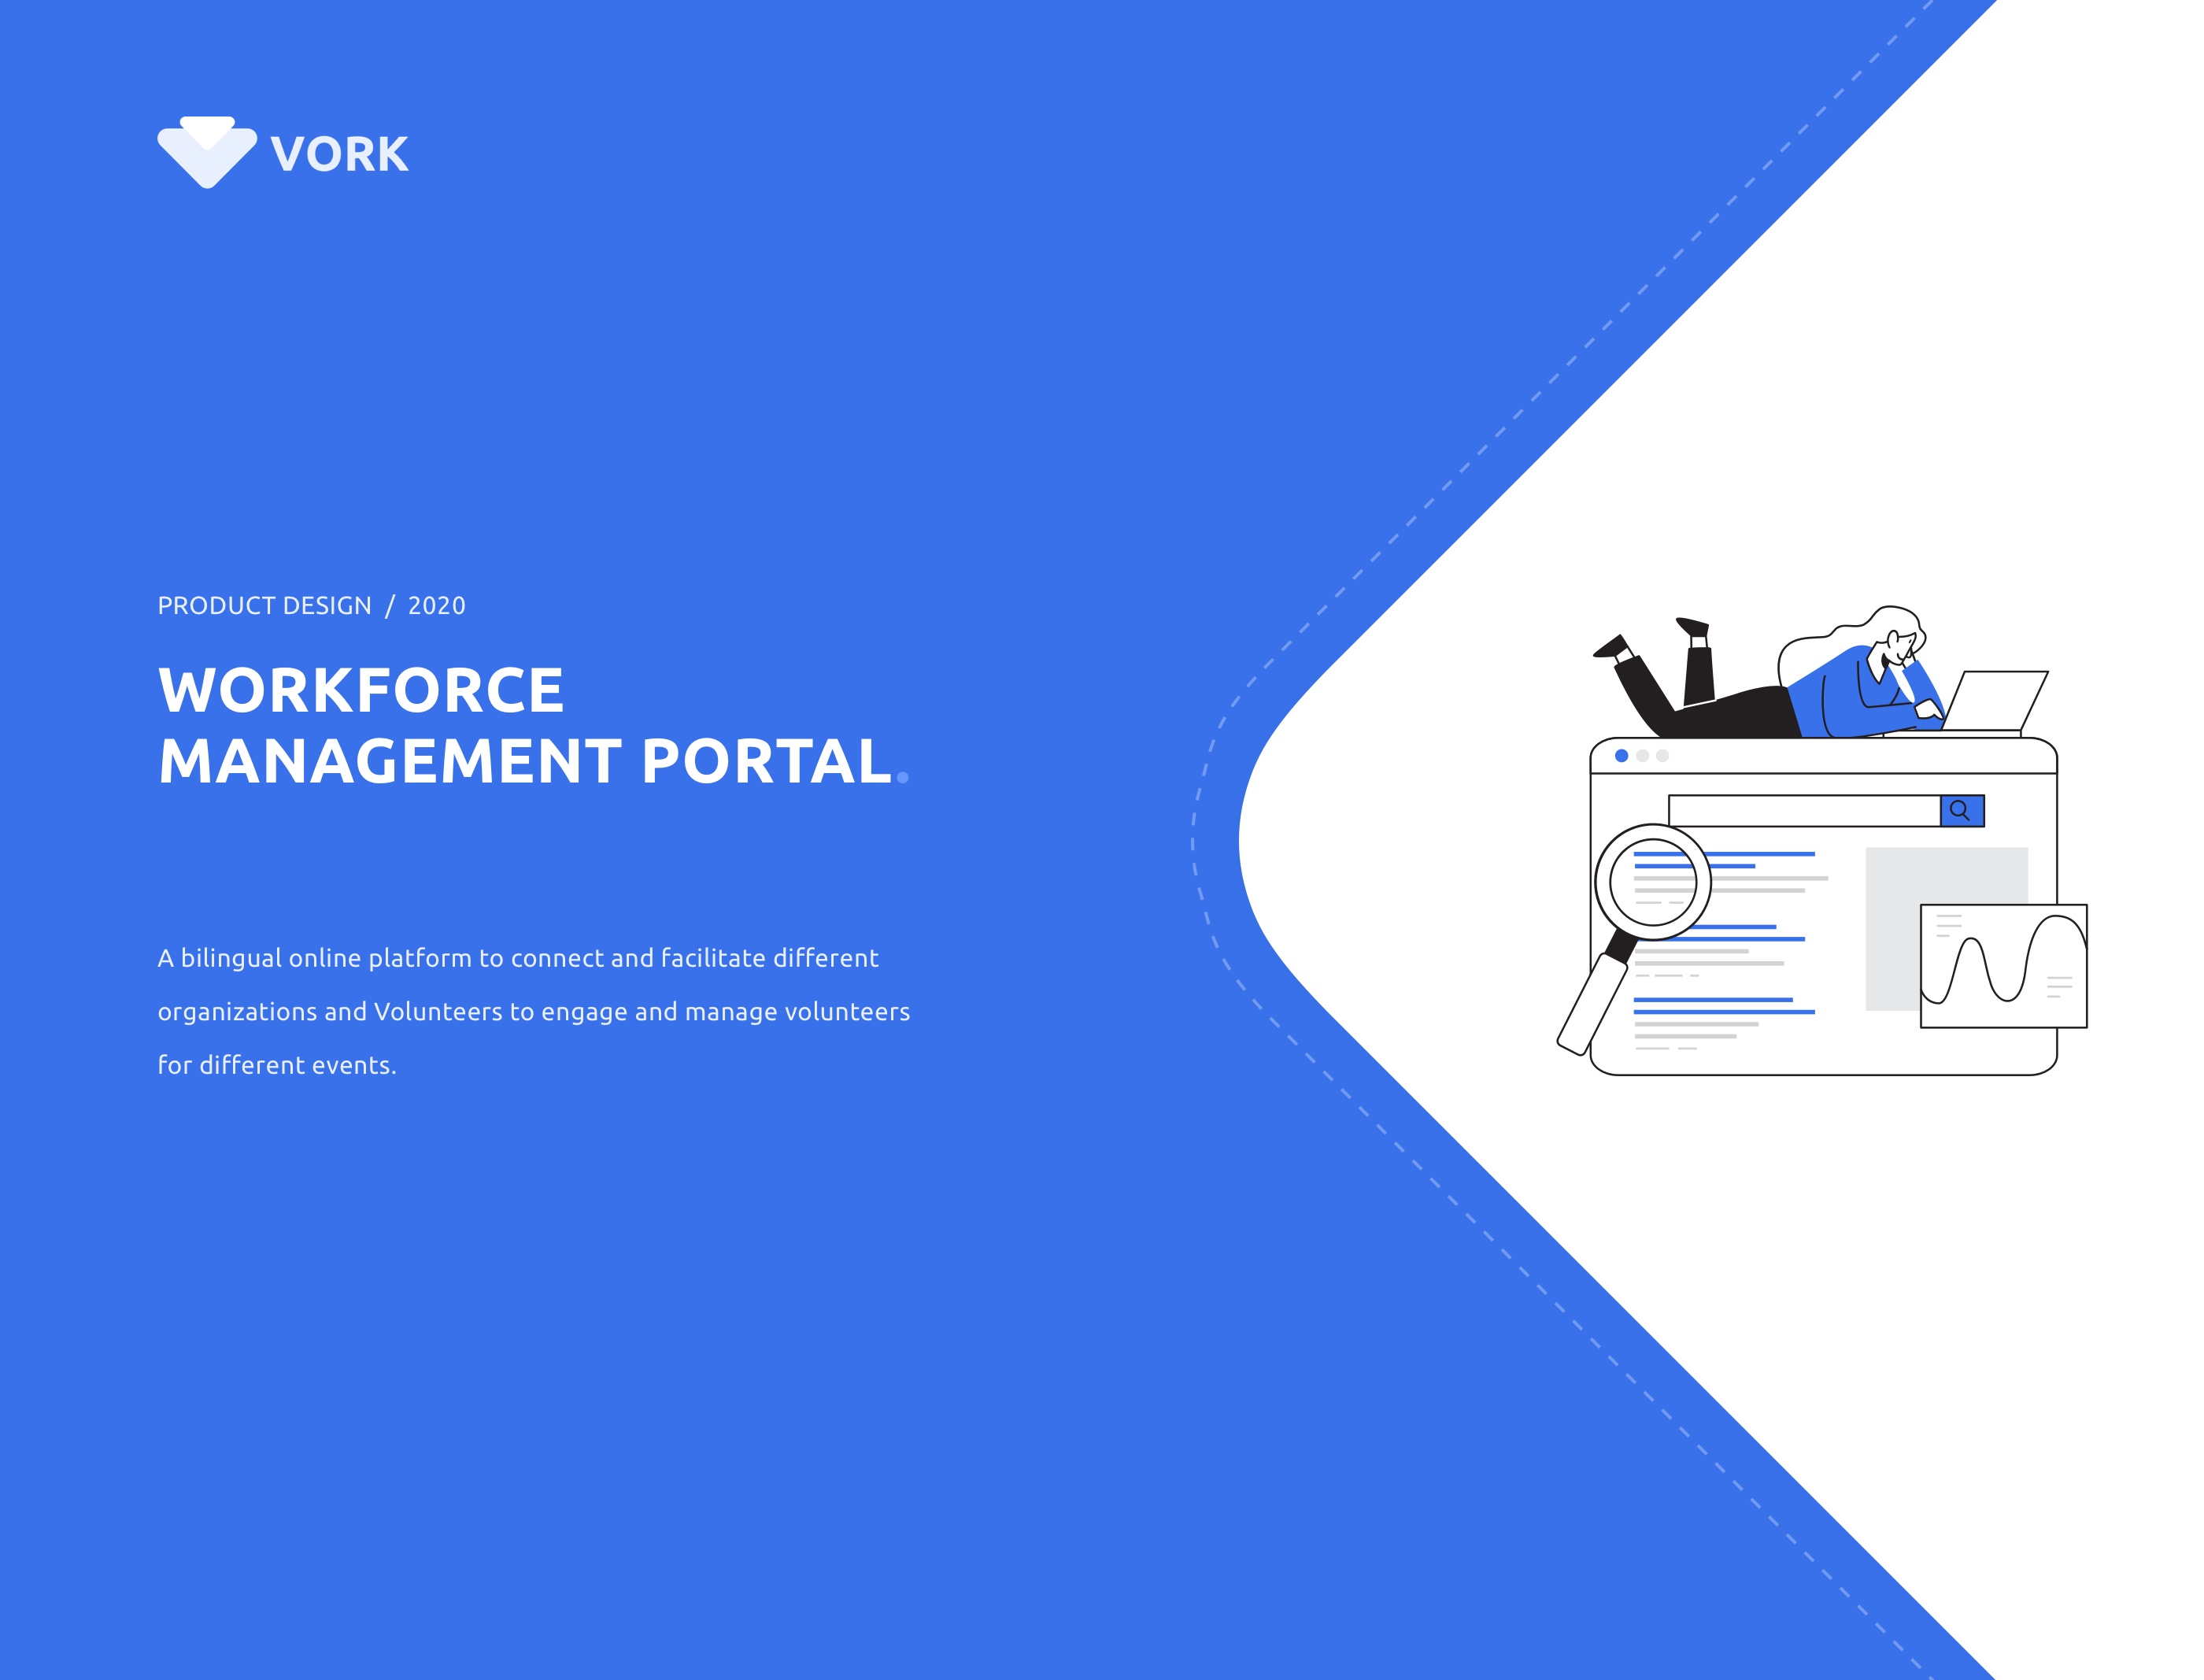 VORK
PRODUCT DESIGN / 2020
WORKFORCE
MANAGEMENT PORTAL.
A bilingual online platform to connect and facilitate different
organizations and Volunteers to engage and manage volunteers
for different events.